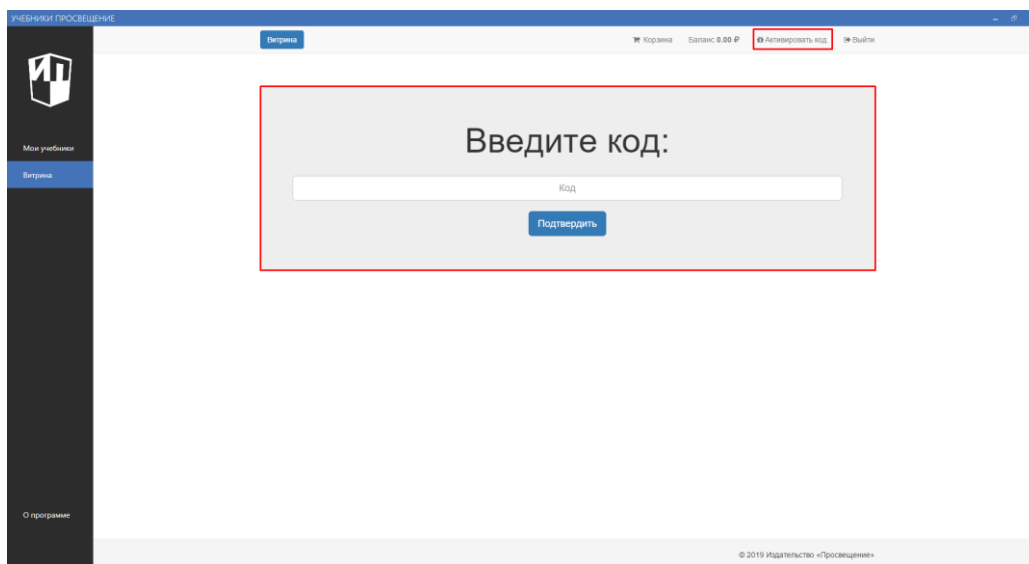 УЧЕБНИКИ ПРОСВЕЩЕНИЕ
Витрина Корзина Баланс 0.00 ₽ Активировать код Выйти
ИП
Введите код:
Мои учебники
Витрина
Код
Подтвердить
О программе
© 2019 Издательство «Просвещение»